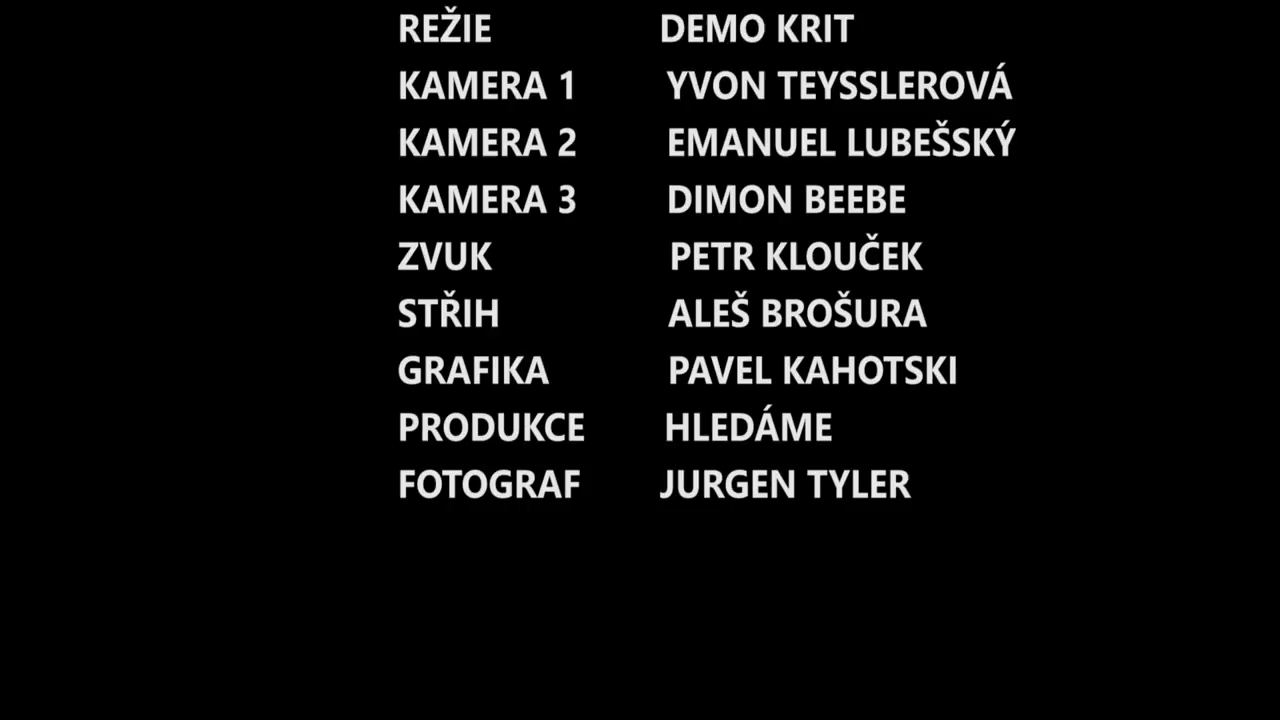 REŽIE DEMO KRIT
KAMERA 1 YVON TEYSSLEROVÁ
KAMERA 2 EMANUEL LUBEŠSKÝ
KAMERA 3 DIMON BEEBE
ZVUK PETR KLOUČEK
STŘIH ALEŠ BROŠURA
GRAFIKA PAVEL KAHOTSKI
PRODUKCE HLEDÁME
FOTOGRAF JURGEN TYLER